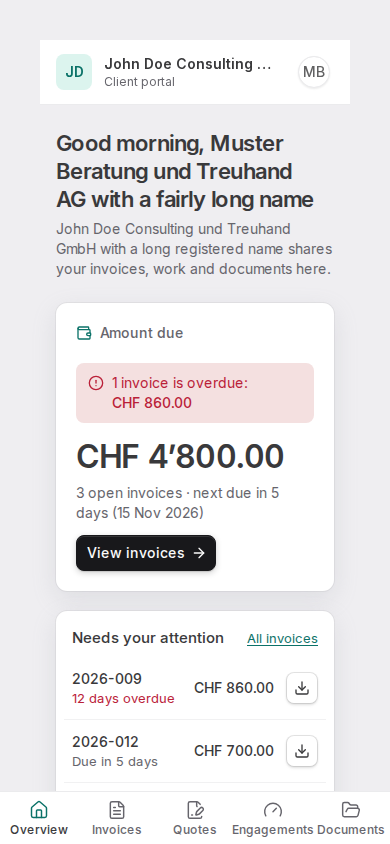 JD
John Doe Consulting ...
Client portal
MB
Good morning, Muster
Beratung und Treuhand
AG with a fairly long name
John Doe Consulting und Treuhand
GmbH with a long registered name shares
your invoices, work and documents here.
Amount due
1 invoice is overdue:
CHF 860.00
CHF 4’800.00
3 open invoices · next due in 5
days (15 Nov 2026)
View invoices
Needs your attention
All invoices
2026-009
12 days overdue
CHF 860.00
2026-012
Due in 5 days
CHF 700.00
Overview
Invoices
Quotes
Engagements
Documents